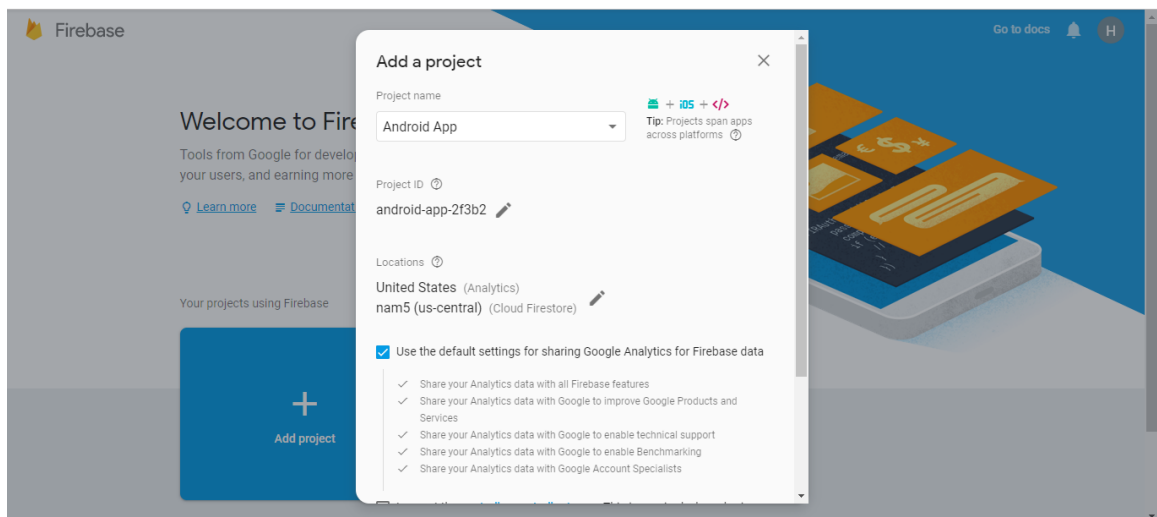 Firebase
Go to docs
H
Welcome to Fire
Tools from Google for develo
your users, and earning more
Learn more
Documentat
Your projects using Firebase
Add project
Add a project
Project name
Android App
+ iOS + </>
Tip: Projects span apps
across platforms
Project ID
android-app-2f3b2
Locations
United States (Analytics)
nam5 (us-central) (Cloud Firestore)
Use the default settings for sharing Google Analytics for Firebase data
Share your Analytics data with all Firebase features
Share your Analytics data with Google to improve Google Products and
Services
Share your Analytics data with Google to enable technical support
Share your Analytics data with Google to enable Benchmarking
Share your Analytics data with Google Account Specialists